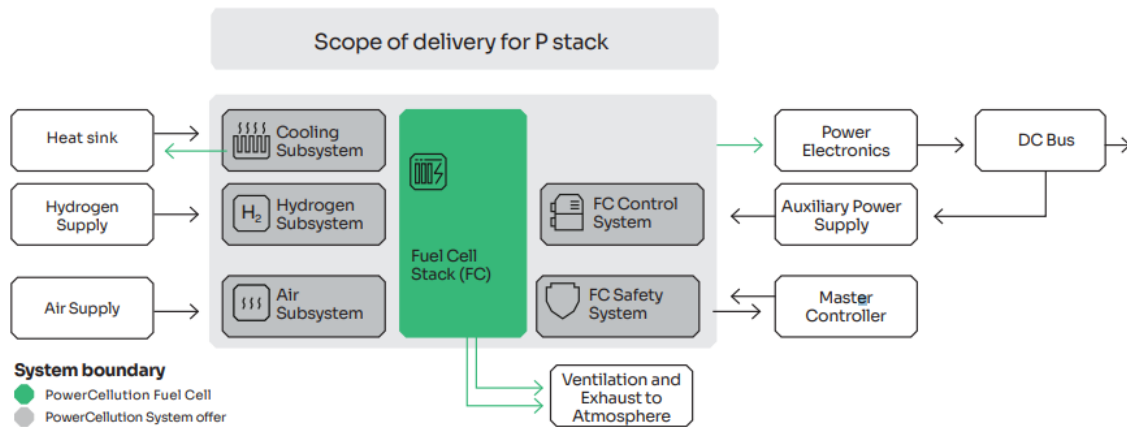 Scope of delivery for P stack
Heat sink
Cooling
Subsystem
Power
Electronics
DC Bus
Hydrogen
Supply
H2
Hydrogen
Subsystem
Fuel Cell
Stack (FC)
FC Control
System
Auxiliary Power
Supply
Air Supply
Air
Subsystem
FC Safety
System
Master
Controller
System boundary
PowerCellution Fuel Cell
PowerCellution System offer
Ventilation and
Exhaust to
Atmosphere